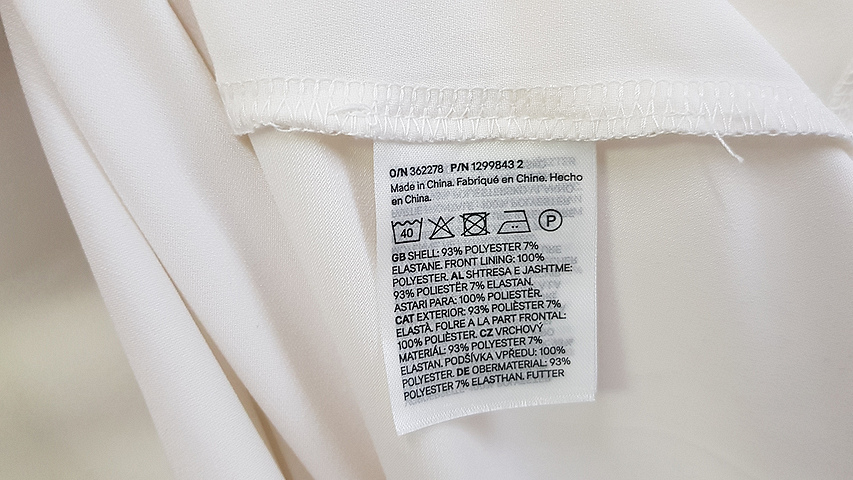 O/N 362278 P/N 1299843 2
Made in China. Fabriqué en Chine. Hecho
en China.
40 P
GB SHELL: 93% POLYESTER 7%
ELASTANE. FRONT LINING: 100%
POLYESTER. AL SHTRESA E JASHTME:
93% POLIESTËR 7% ELASTAN.
ASTARI PARA: 100% POLIESTËR.
CAT EXTERIOR: 93% POLIÈSTER 7%
ELASTÀ. FOLRE A LA PART FRONTAL:
100% POLIÈSTER. CZ VRCHOVÝ
MATERIÁL: 93% POLYESTER 7%
ELASTAN. PODŠÍVKA VPŘEDU: 100%
POLYESTER. DE OBERMATERIAL: 93%
POLYESTER 7% ELASTHAN. FUTTER